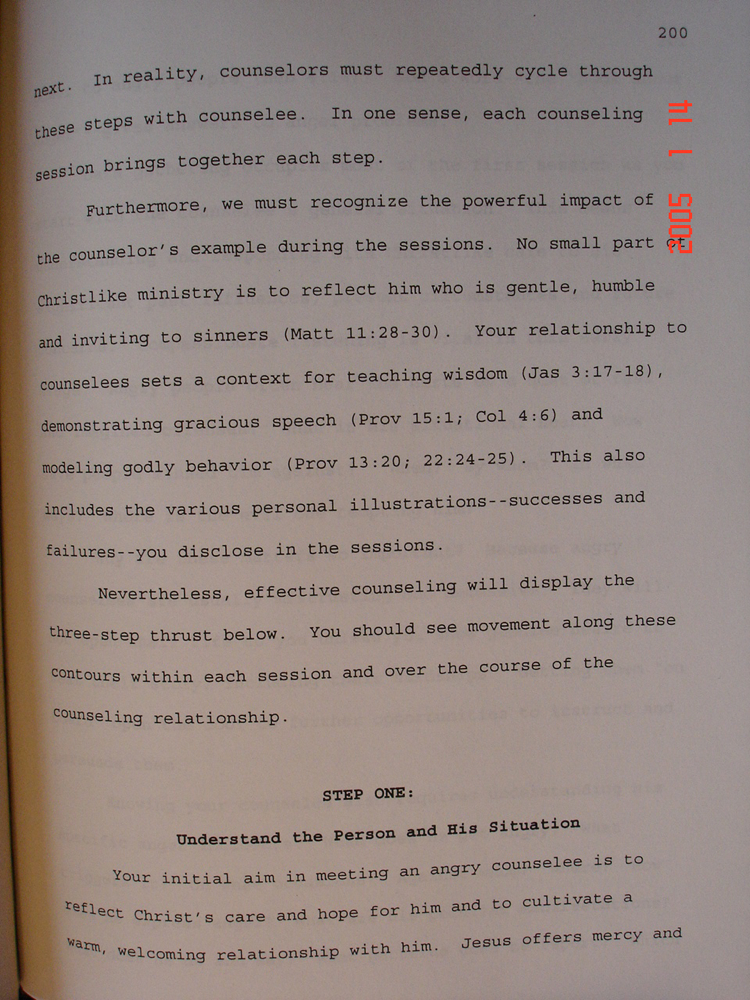 200
next.  In reality, counselors must repeatedly cycle through
these steps with counselee.  In one sense, each counseling
session brings together each step.
Furthermore, we must recognize the powerful impact of
the counselor's example during the sessions.  No small part of
Christlike ministry is to reflect him who is gentle, humble
and inviting to sinners (Matt 11:28-30).  Your relationship to
counselees sets a context for teaching wisdom (Jas 3:17-18),
demonstrating gracious speech (Prov 15:1; Col 4:6) and
modeling godly behavior (Prov 13:20; 22:24-25).  This also
includes the various personal illustrations--successes and
failures--you disclose in the sessions.
Nevertheless, effective counseling will display the
three-step thrust below.  You should see movement along these
contours within each session and over the course of the
counseling relationship.
STEP ONE:
Understand the Person and His Situation
Your initial aim in meeting an angry counselee is to
reflect Christ's care and hope for him and to cultivate a
warm, welcoming relationship with him.  Jesus offers mercy and
2005 1 14